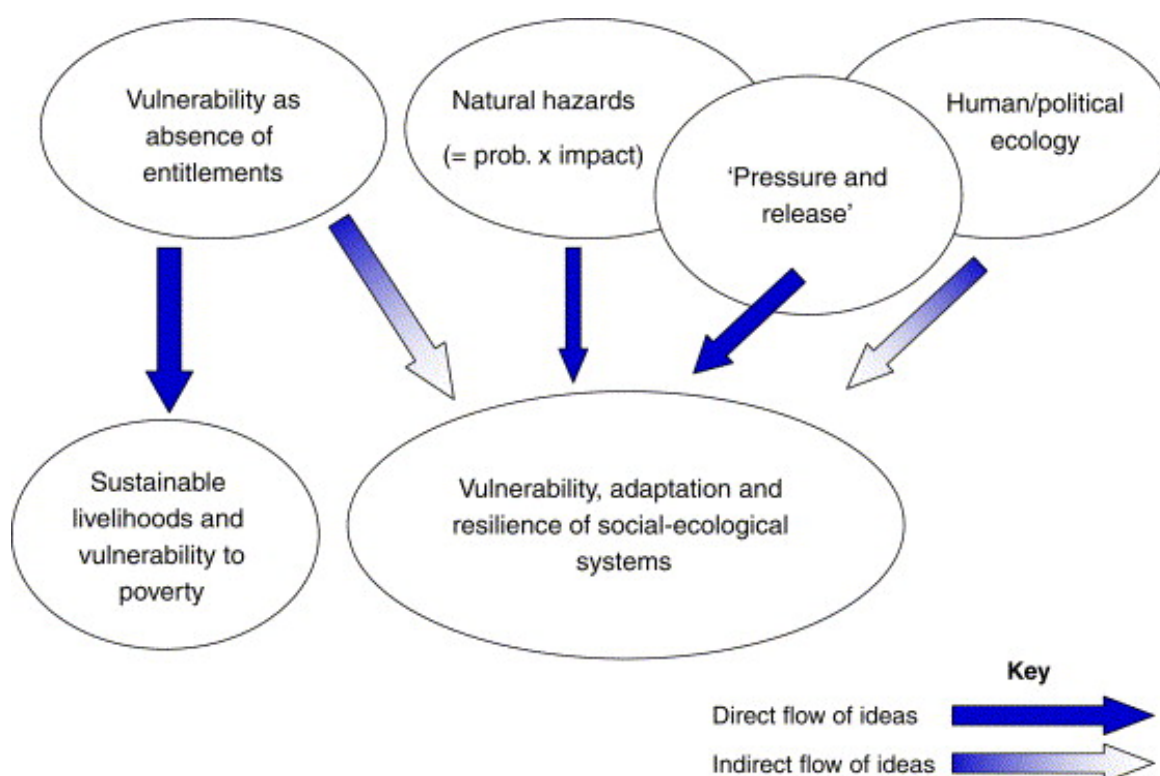 Vulnerability as
absence of
entitlements
Natural hazards
(= prob. x impact)
'Pressure and
release'
Human/political
ecology
Sustainable
livelihoods and
vulnerability to
poverty
Vulnerability, adaptation and
resilience of social-ecological
systems
Key
Direct flow of ideas
Indirect flow of ideas